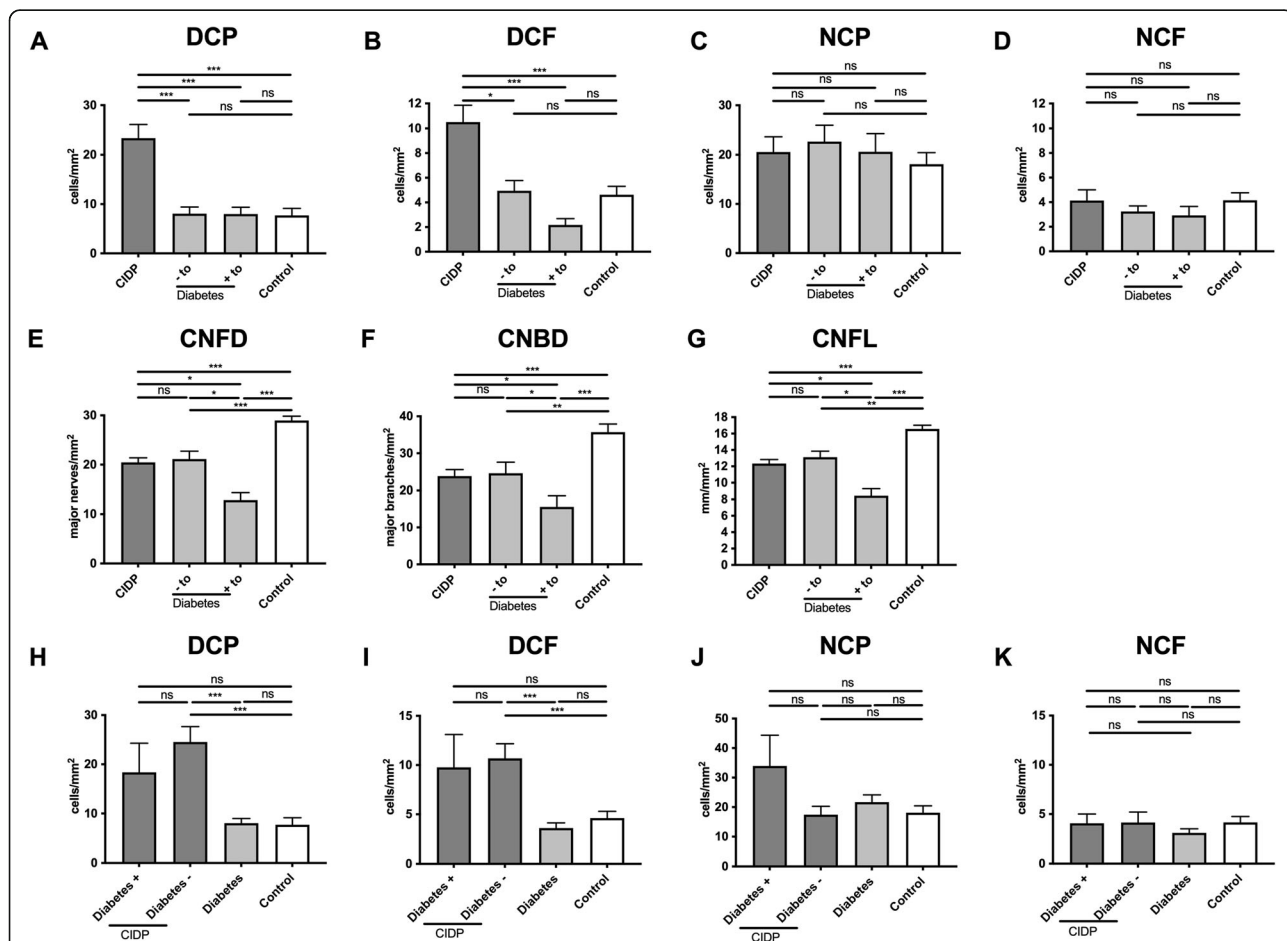 A DCP
*** 
***
*** ns
ns
30
20
10
0
cells/mm²
CIDP
- to
+ to
Control
Diabetes
B DCF
***
***
* ns
ns
12
10
8
6
4
2
0
cells/mm²
CIDP
- to
+ to
Control
Diabetes
C NCP
ns
ns
ns ns
ns
30
20
10
0
cells/mm²
CIDP
- to
+ to
Control
Diabetes
D NCF
ns
ns
ns ns
ns
12
10
8
6
4
2
0
cells/mm²
CIDP
- to
+ to
Control
Diabetes
E CNFD
***
*
ns * ***
***
30
20
10
0
major nerves/mm²
CIDP
- to
+ to
Control
Diabetes
F CNBD
***
*
ns * ***
**
40
30
20
10
0
major branches/mm²
CIDP
- to
+ to
Control
Diabetes
G CNFL
***
*
ns * ***
**
18
16
14
12
10
8
6
4
2
0
mm/mm²
CIDP
- to
+ to
Control
Diabetes
H DCP
ns
ns *** ns
***
30
20
10
0
cells/mm²
Diabetes +
Diabetes -
Diabetes
Control
CIDP
I DCF
ns
ns *** ns
***
15
10
5
0
cells/mm²
Diabetes +
Diabetes -
Diabetes
Control
CIDP
J NCP
ns
ns ns ns
ns
50
40
30
20
10
0
cells/mm²
Diabetes +
Diabetes -
Diabetes
Control
CIDP
K NCF
ns
ns ns ns
ns
ns
15
10
5
0
cells/mm²
Diabetes +
Diabetes -
Diabetes
Control
CIDP